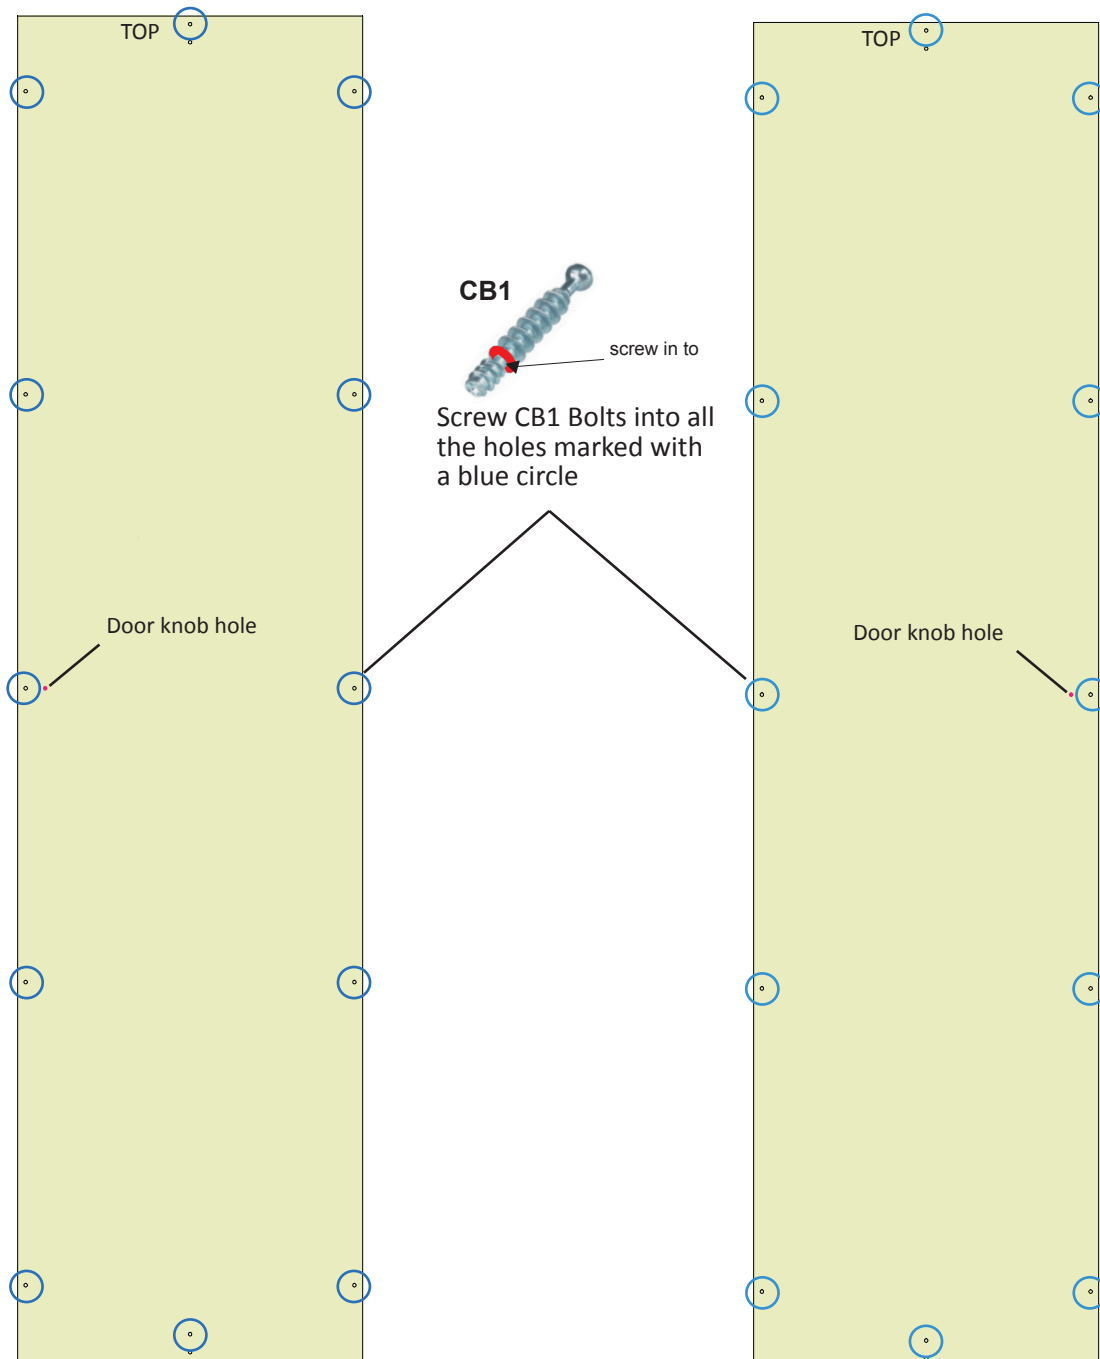 TOP
TOP
CB1
screw in to
Screw CB1 Bolts into all
the holes marked with
a blue circle
Door knob hole
Door knob hole